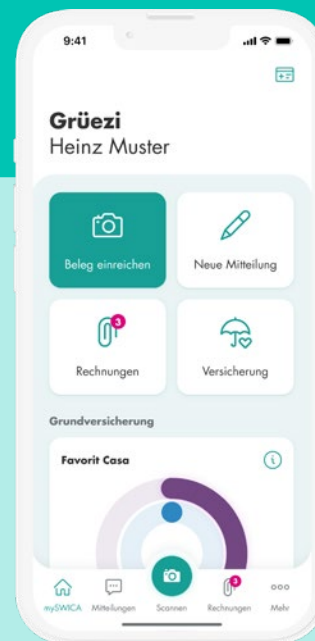 9:41
Grüezi
Heinz Muster
Beleg einreichen
Neue Mitteilung
3
Rechnungen
Versicherung
Grundversicherung
Favorit Casa
3
mySWICA
Mitteilungen
Scannen
Rechnungen
Mehr